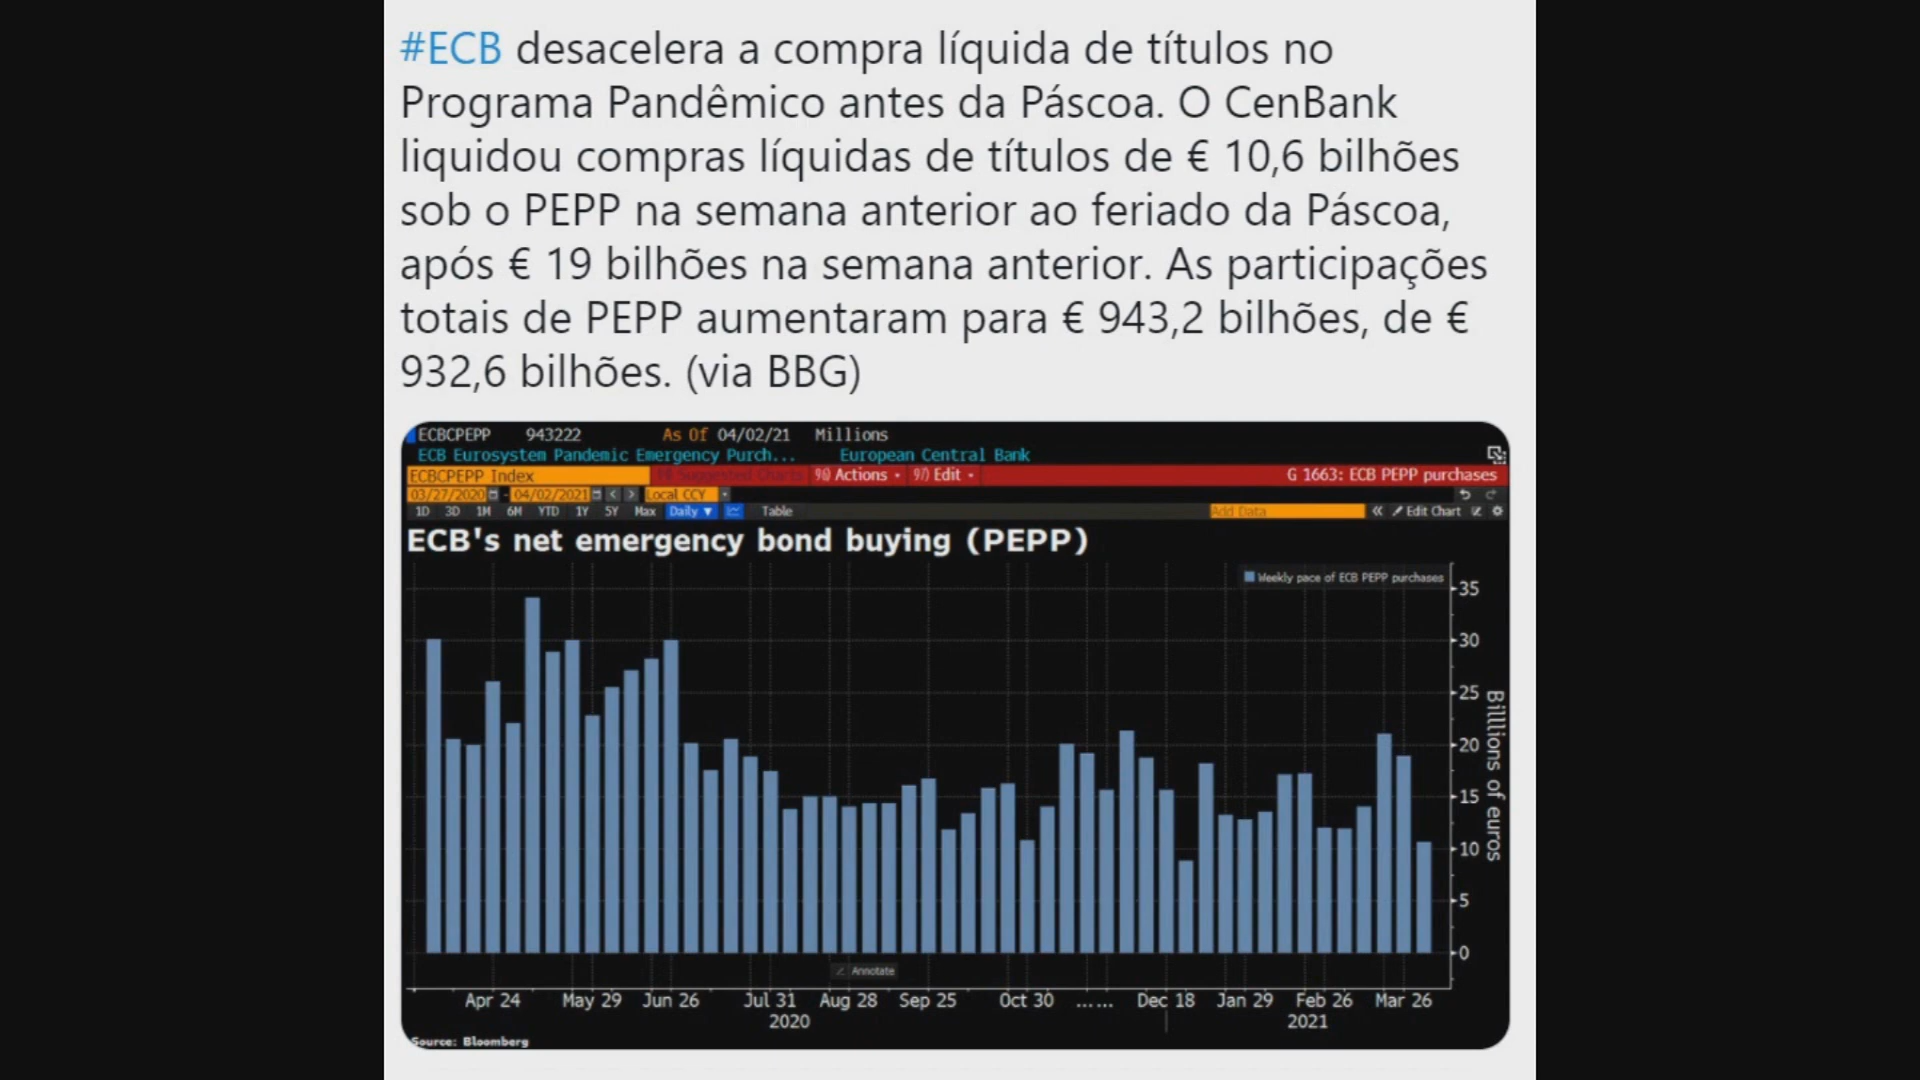 #ECB desacelera a compra líquida de títulos no
Programa Pandêmico antes da Páscoa. O CenBank
liquidou compras líquidas de títulos de € 10,6 bilhões
sob o PEPP na semana anterior ao feriado da Páscoa,
após € 19 bilhões na semana anterior. As participações
totais de PEPP aumentaram para € 943,2 bilhões, de €
932,6 bilhões. (via BBG)
ECBCPEPP 943222 As Of 04/02/21 Millions
ECB Eurosystem Pandemic Emergency Purch... European Central Bank
ECBCPEPP Index Suggested Charts Actions Edit G 1663: ECB PEPP purchases
03/27/2020 - 04/02/2021 Local CCY
1D 3D 1M 6M YTD 1Y 5Y Max Daily Table Add Data « Edit Chart
ECB's net emergency bond buying (PEPP)
Weekly pace of ECB PEPP purchases
35
30
25
20
15
10
5
0
Billlions of euros
Annotate
Apr 24 May 29 Jun 26 Jul 31 Aug 28 Sep 25 Oct 30 ...... Dec 18 Jan 29 Feb 26 Mar 26
2020 2021
Source: Bloomberg